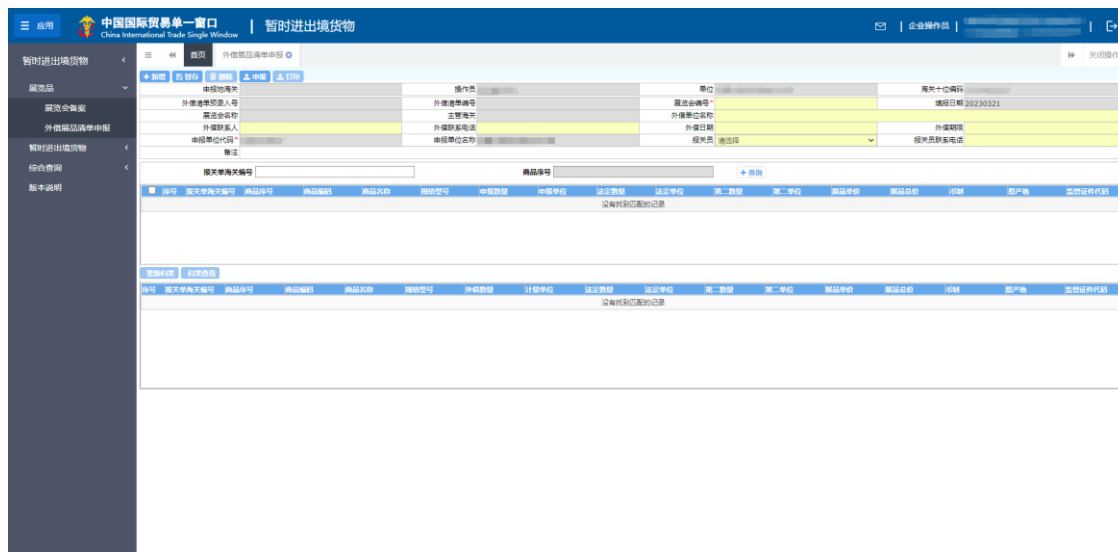 ☰ 应用 中国国际贸易单一窗口 | 暂时进出境货物 | 企业操作员 |
China International Trade Single Window
暂时进出境货物
展览品
展览会备案
外借展品清单申报
暂时进出境货物
综合查询
版本说明
首页 外借展品清单申报 关闭操作
新增 暂存 删除 申报 打印
申报地海关 操作员 单位 海关十位编码
外借清单预录入号 外借清单编号 展览会编号* 填报日期 20230321
展览会名称 主管海关 外借单位名称
外借联系人 外借联系电话 外借日期 外借期限
申报单位代码* 申报单位名称 报关员 请选择 报关员联系电话
备注
报关单海关编号 商品序号 查询
序号 报关单海关编号 商品序号 商品编码 商品名称 规格型号 申报数量 申报单位 法定数量 法定单位 第二数量 第二单位 展品单价 展品总价 币制 原产地 监管证件代码
没有找到匹配的记录
重新归类 归类查看
序号 报关单海关编号 商品序号 商品编码 商品名称 规格型号 外借数量 计量单位 法定数量 法定单位 第二数量 第二单位 展品单价 展品总价 币制 原产地 监管证件代码
没有找到匹配的记录